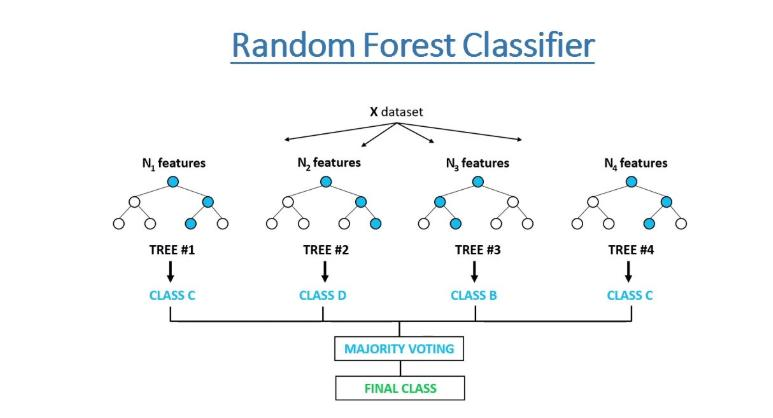 Random Forest Classifier
X dataset
N₁ features N₂ features N₃ features N₄ features
TREE #1 TREE #2 TREE #3 TREE #4
CLASS C CLASS D CLASS B CLASS C
MAJORITY VOTING
FINAL CLASS